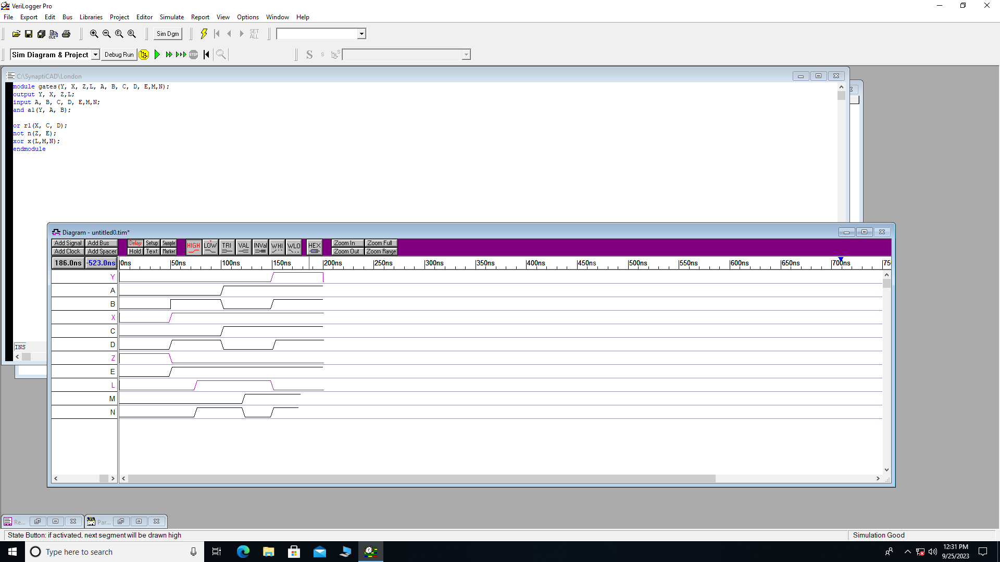 VeriLogger Pro
File Export Edit Bus Libraries Project Editor Simulate Report View Options Window Help
OLE Sim Dgm SET ALL
Sim Diagram & Project Debug Run STOP S s S
C:\SynaptiCAD\London
module gates(Y, X, Z,L, A, B, C, D, E,M,N);
output Y, X, Z,L;
input A, B, C, D, E,M,N;
and a1(Y, A, B);
or r1(X, C, D);
not n(Z, E);
xor x(L,M,N);
endmodule
INS
Diagram - untitled0.tim*
Add Signal Add Bus Delay Setup Sample HIGH LOW TRI VAL INVal WHI WLO HEX Zoom In Zoom Full
Add Clock Add Spacer Hold Text Marker Zoom Out Zoom Range
186.0ns -523.0ns 0ns 50ns 100ns 150ns 200ns 250ns 300ns 350ns 400ns 450ns 500ns 550ns 600ns 650ns 700ns 75
Y
A
B
X
C
D
Z
E
L
M
N
Re... Par...
State Button: if activated, next segment will be drawn high Simulation Good
Type here to search
12:31 PM
9/25/2023